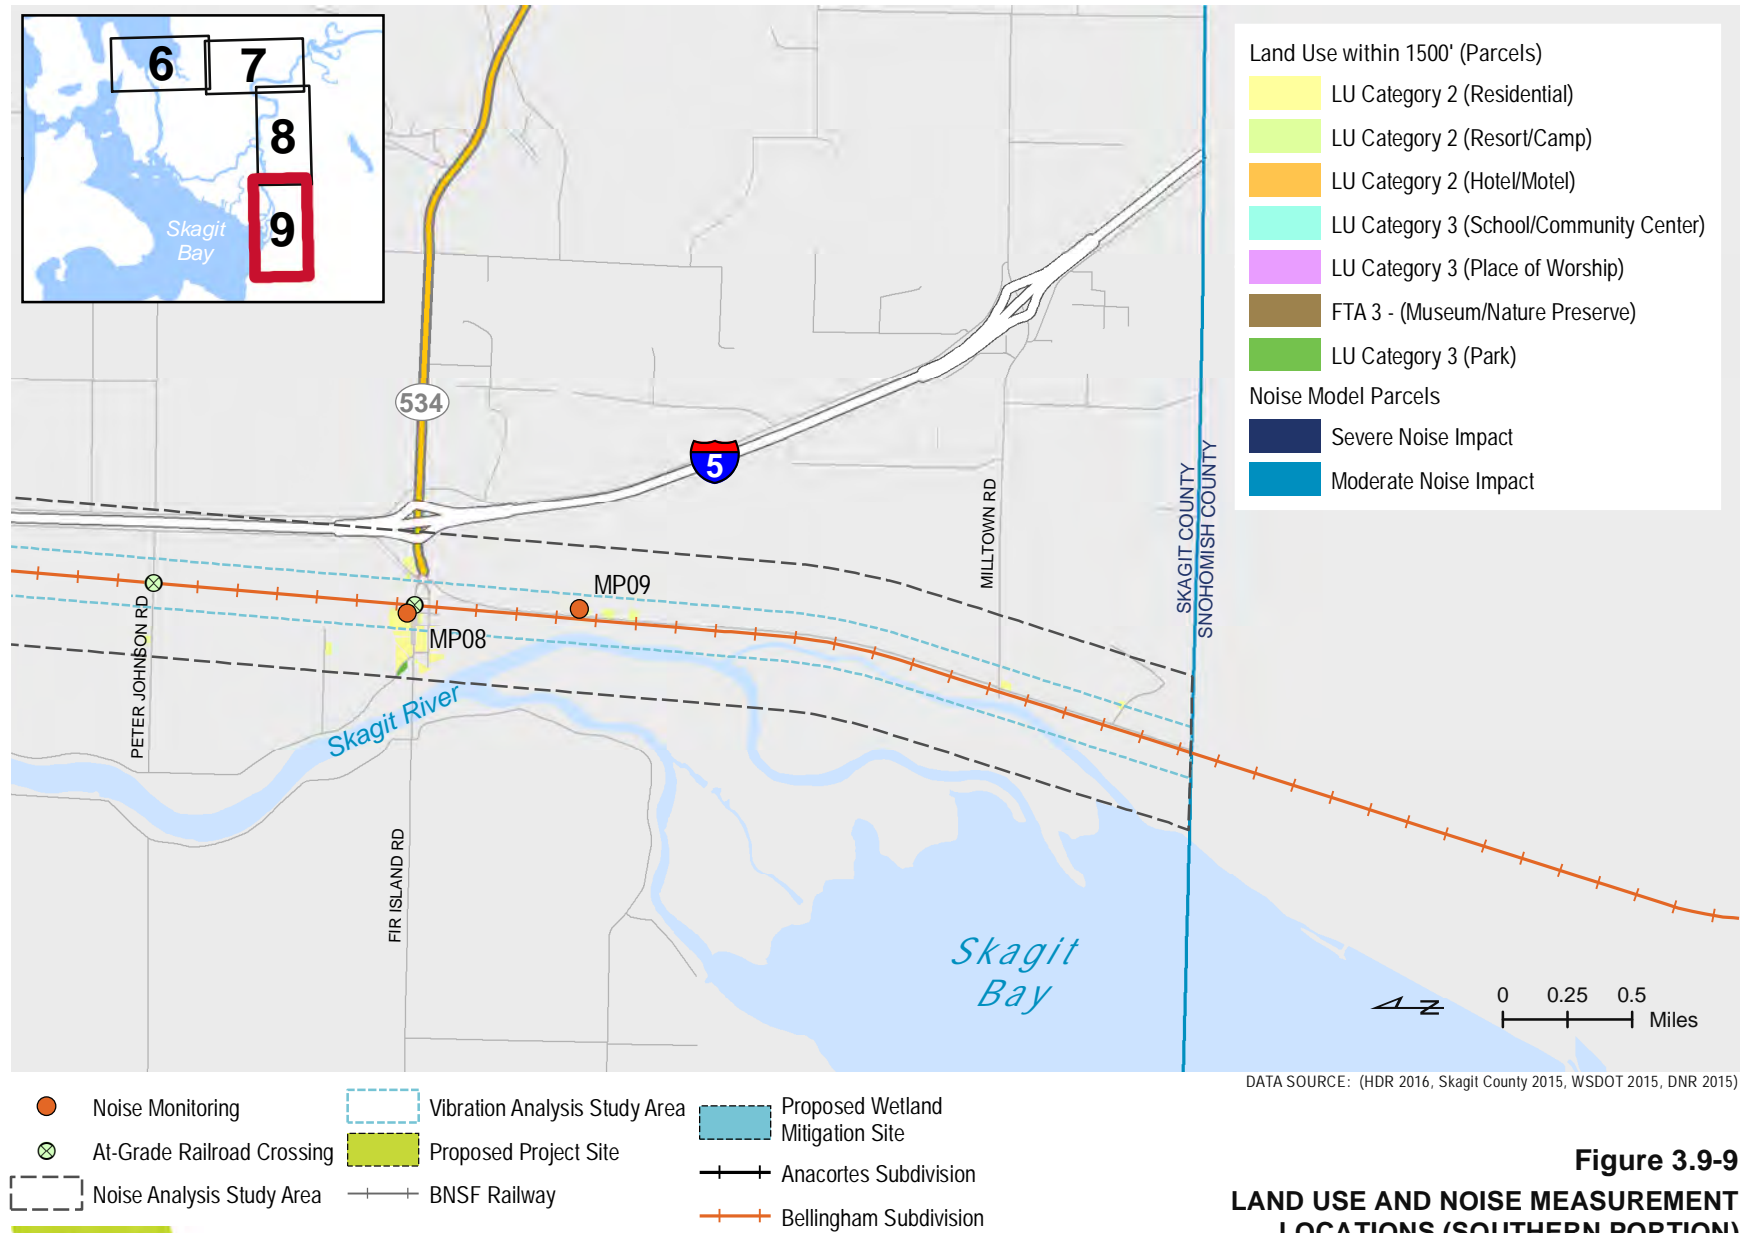 6
7
8
9
Skagit
Bay
Land Use within 1500' (Parcels)
LU Category 2 (Residential)
LU Category 2 (Resort/Camp)
LU Category 2 (Hotel/Motel)
LU Category 3 (School/Community Center)
LU Category 3 (Place of Worship)
FTA 3 - (Museum/Nature Preserve)
LU Category 3 (Park)
Noise Model Parcels
Severe Noise Impact
Moderate Noise Impact
534
5
MILLTOWN RD
SKAGIT COUNTY
SNOHOMISH COUNTY
MP09
MP08
PETER JOHNSON RD
Skagit River
FIR ISLAND RD
Skagit
Bay
N
0 0.25 0.5
Miles
DATA SOURCE: (HDR 2016, Skagit County 2015, WSDOT 2015, DNR 2015)
Noise Monitoring
At-Grade Railroad Crossing
Noise Analysis Study Area
Vibration Analysis Study Area
Proposed Project Site
BNSF Railway
Proposed Wetland
Mitigation Site
Anacortes Subdivision
Bellingham Subdivision
Figure 3.9-9
LAND USE AND NOISE MEASUREMENT
LOCATIONS (SOUTHERN PORTION)